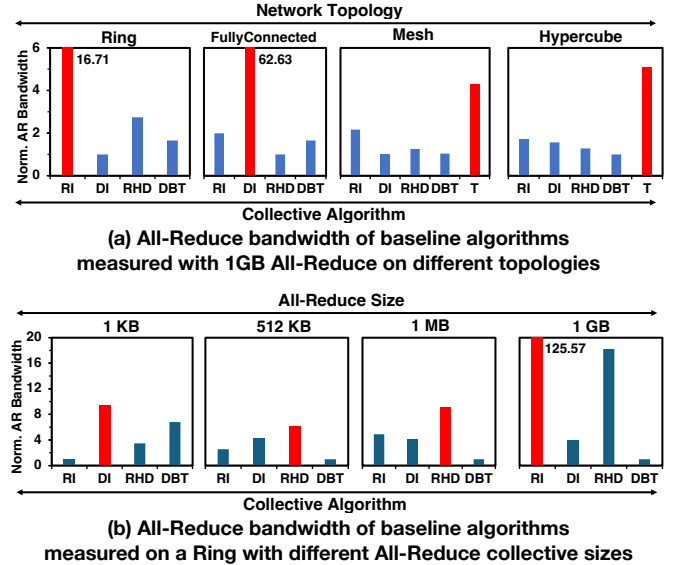 Network Topology
Ring FullyConnected Mesh Hypercube
Norm. AR Bandwidth
6
4
2
0
16.71
62.63
RI DI RHD DBT RI DI RHD DBT RI DI RHD DBT T RI DI RHD DBT T
Collective Algorithm
(a) All-Reduce bandwidth of baseline algorithms
measured with 1GB All-Reduce on different topologies
All-Reduce Size
1 KB 512 KB 1 MB 1 GB
Norm. AR Bandwidth
20
16
12
8
4
0
125.57
RI DI RHD DBT RI DI RHD DBT RI DI RHD DBT RI DI RHD DBT
Collective Algorithm
(b) All-Reduce bandwidth of baseline algorithms
measured on a Ring with different All-Reduce collective sizes